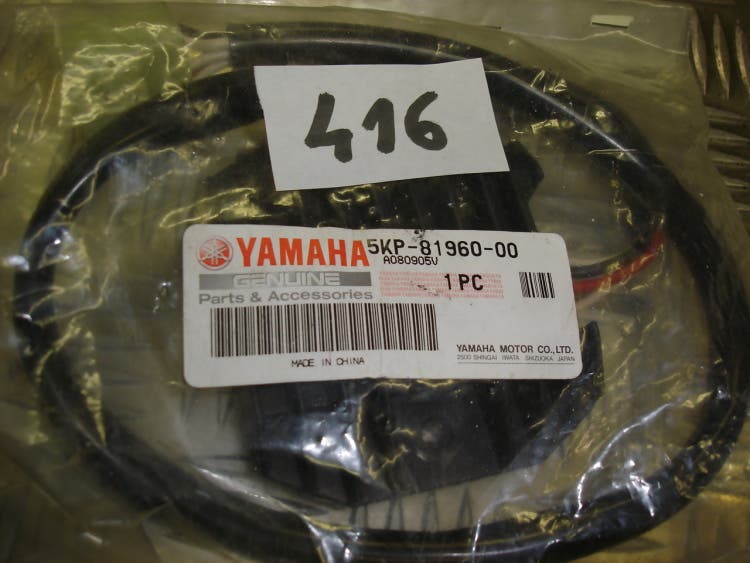 416
YAMAHA 5KP-81960-00
A080905V
GENUINE
Parts & Accessories
1 PC
MADE IN CHINA
YAMAHA MOTOR CO.,LTD.
2500 SHINGAI IWATA SHIZUOKA JAPAN